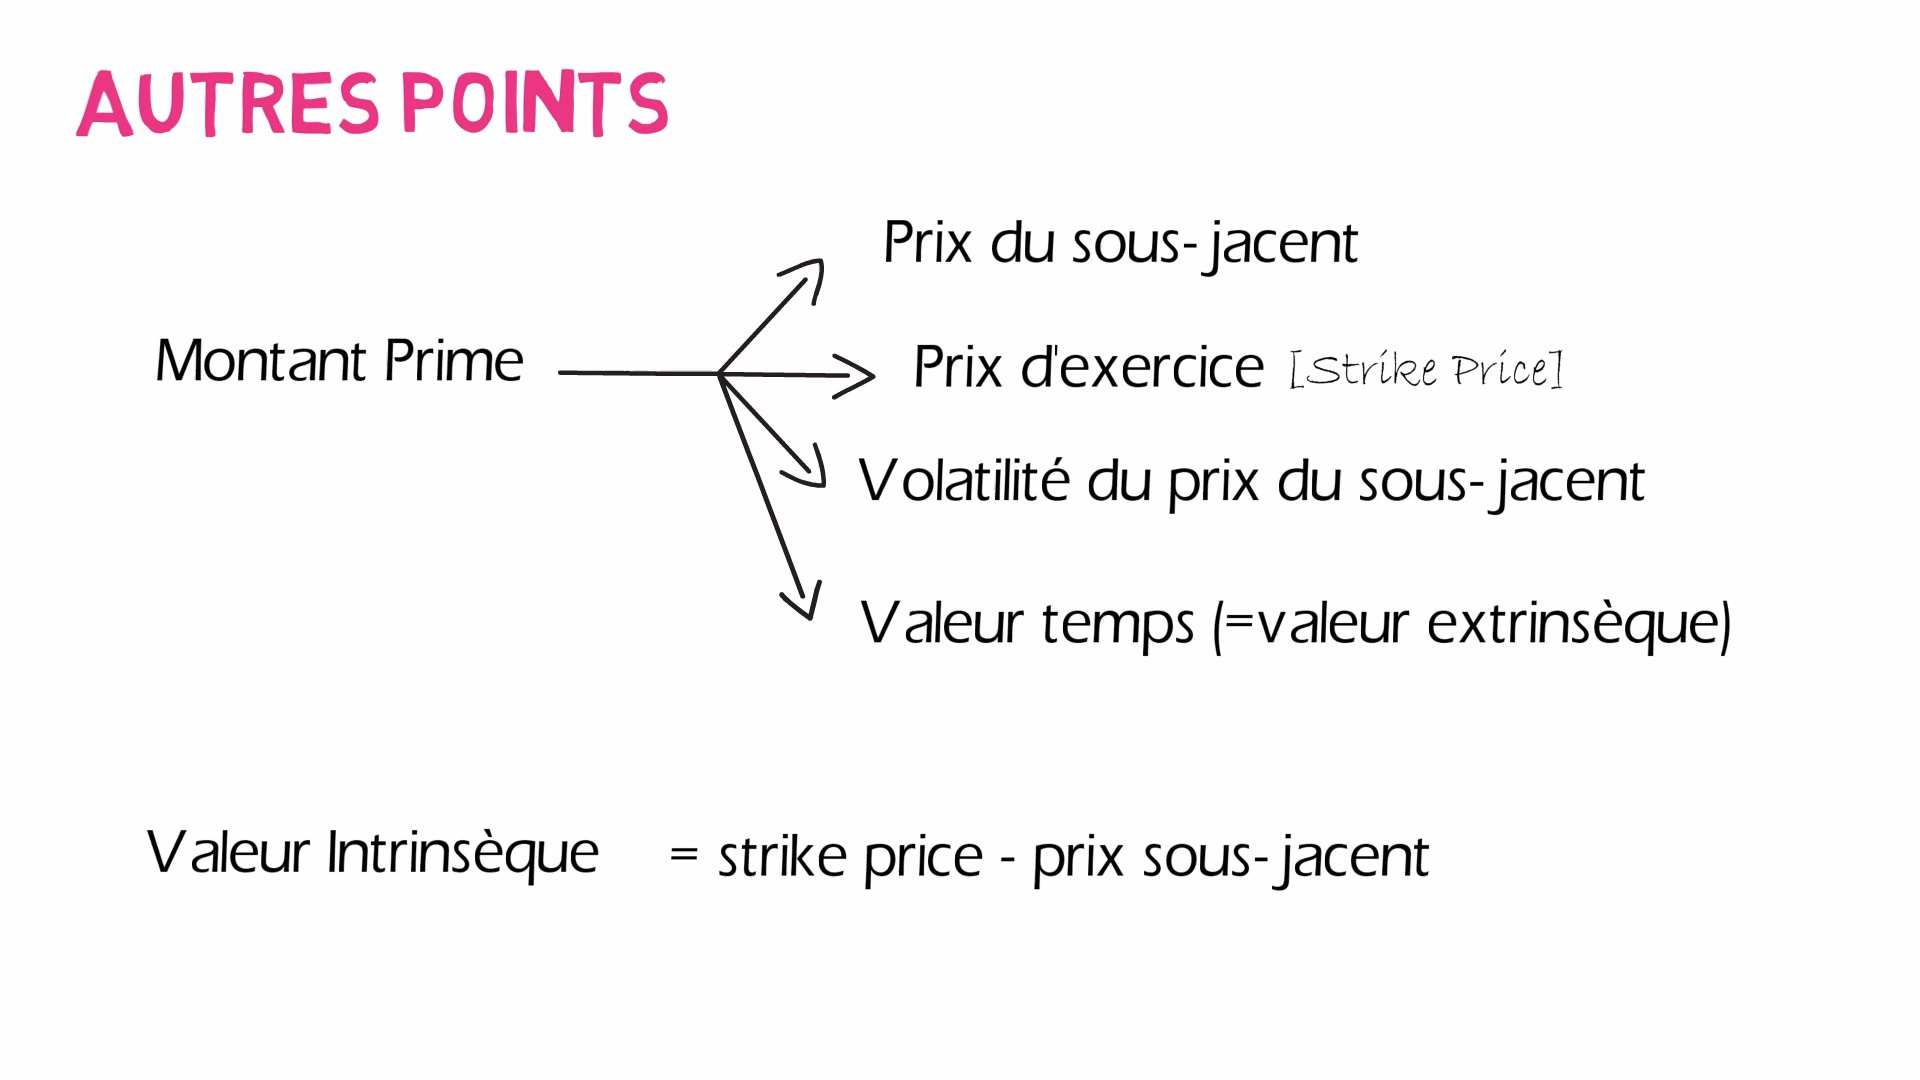 AUTRES POINTS
Prix du sous-jacent
Montant Prime
Prix d'exercice [Strike Price]
Volatilité du prix du sous-jacent
Valeur temps (=valeur extrinsèque)
Valeur Intrinsèque = strike price - prix sous-jacent